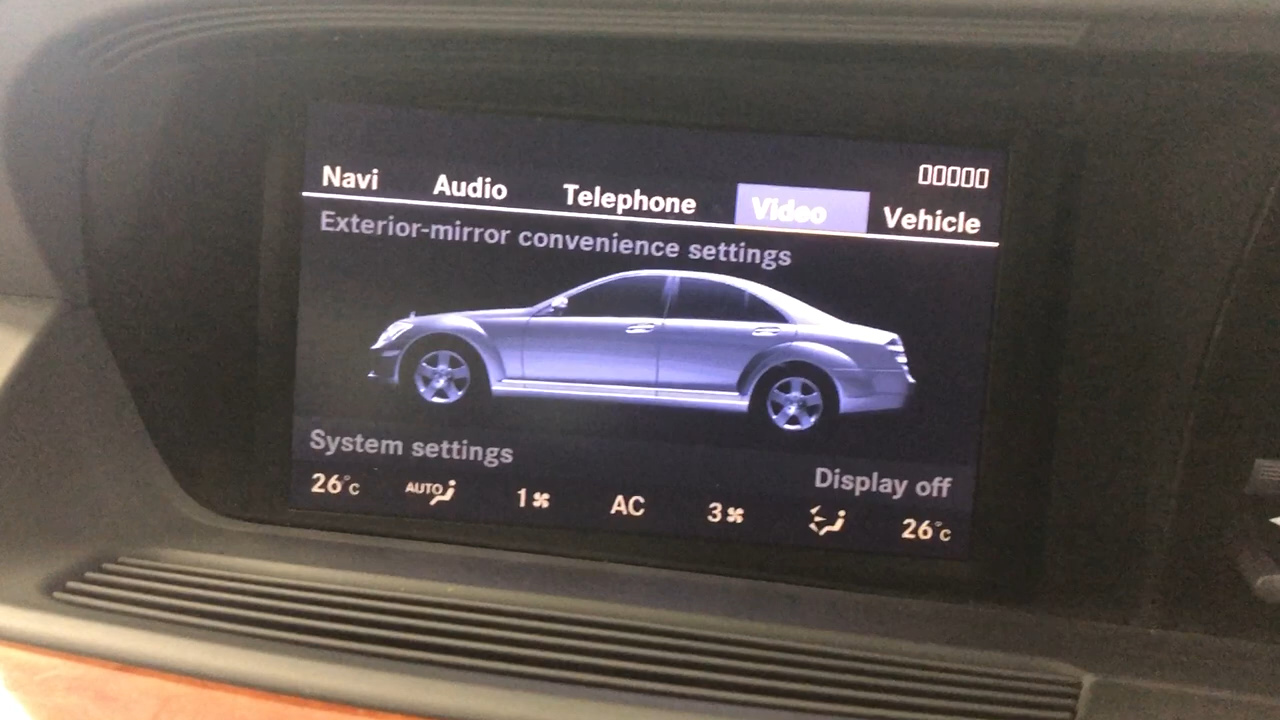 Navi Audio Telephone Video Vehicle
Exterior-mirror convenience settings
System settings
Display off
26°C AUTO 1 AC 3 26°C